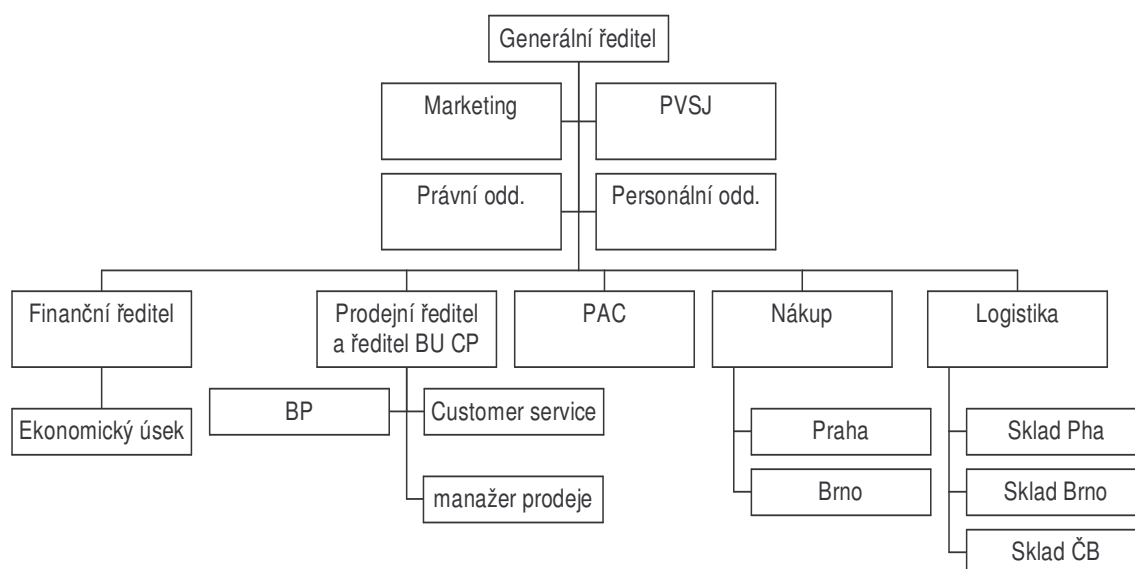 Generální ředitel
Marketing
PVSJ
Právní odd.
Personální odd.
Finanční ředitel
Prodejní ředitel
a ředitel BU CP
PAC
Nákup
Logistika
Ekonomický úsek
BP
Customer service
manažer prodeje
Praha
Brno
Sklad Pha
Sklad Brno
Sklad ČB